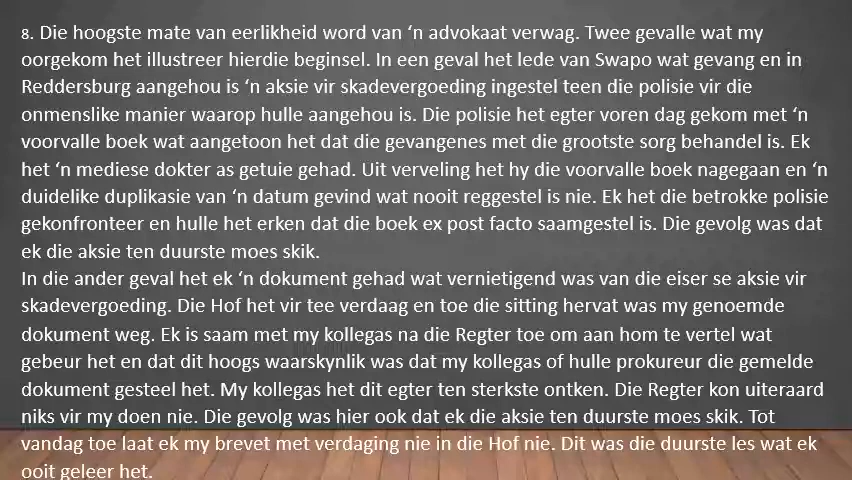 8. Die hoogste mate van eerlikheid word van ‘n advokaat verwag. Twee gevalle wat my
oorgekom het illustreer hierdie beginsel. In een geval het lede van Swapo wat gevang en in
Reddersburg aangehou is ‘n aksie vir skadevergoeding ingestel teen die polisie vir die
onmenslike manier waarop hulle aangehou is. Die polisie het egter voren dag gekom met ‘n
voorvalle boek wat aangetoon het dat die gevangenes met die grootste sorg behandel is. Ek
het ‘n mediese dokter as getuie gehad. Uit verveling het hy die voorvalle boek nagegaan en ‘n
duidelike duplikasie van ‘n datum gevind wat nooit reggestel is nie. Ek het die betrokke polisie
gekonfronteer en hulle het erken dat die boek ex post facto saamgestel is. Die gevolg was dat
ek die aksie ten duurste moes skik.
In die ander geval het ek ‘n dokument gehad wat vernietigend was van die eiser se aksie vir
skadevergoeding. Die Hof het vir tee verdaag en toe die sitting hervat was my genoemde
dokument weg. Ek is saam met my kollegas na die Regter toe om aan hom te vertel wat
gebeur het en dat dit hoogs waarskynlik was dat my kollegas of hulle prokureur die gemelde
dokument gesteel het. My kollegas het dit egter ten sterkste ontken. Die Regter kon uiteraard
niks vir my doen nie. Die gevolg was hier ook dat ek die aksie ten duurste moes skik. Tot
vandag toe laat ek my brevet met verdaging nie in die Hof nie. Dit was die duurste les wat ek
ooit geleer het.